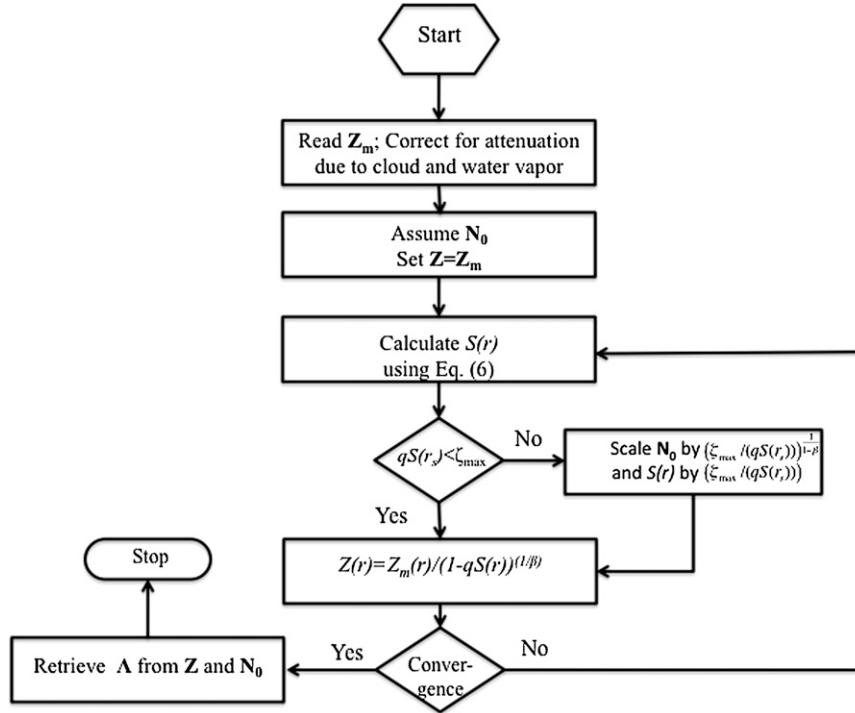 Start
Read Zₘ; Correct for attenuation
due to cloud and water vapor
Assume N₀
Set Z=Zₘ
Calculate S(r)
using Eq. (6)
qS(rₛ)<ζmax
No
Scale N₀ by (ξmax /(qS(rₛ)))^(1/(1-β))
and S(r) by (ξmax /(qS(rₛ)))
Yes
Z(r)=Zₘ(r)/(1-qS(r))^(1/β)
Stop
Conver-
gence
Yes
No
Retrieve Λ from Z and N₀